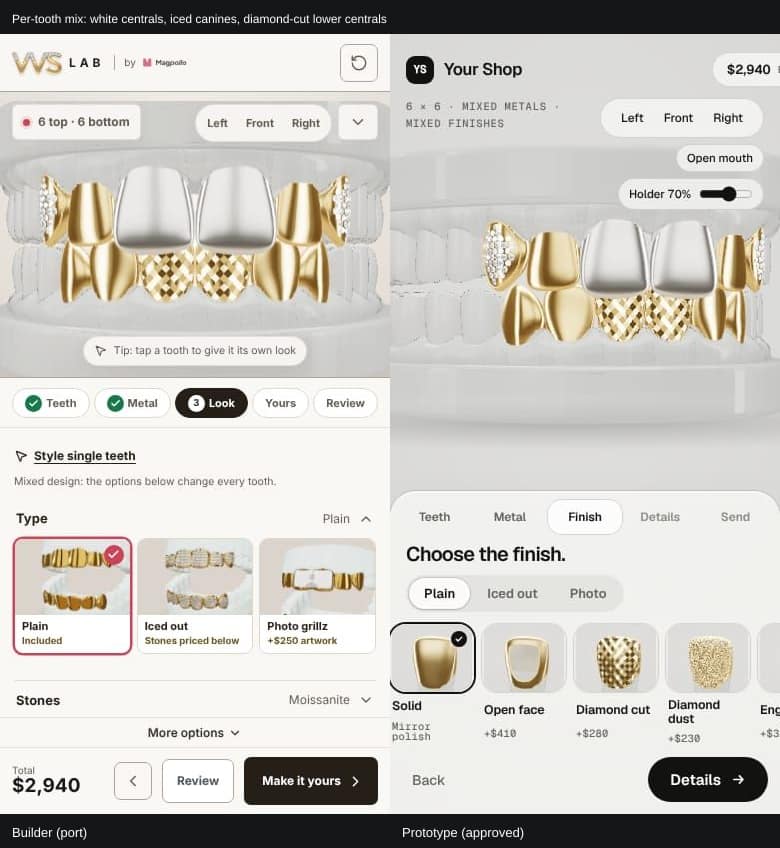 Per-tooth mix: white centrals, iced canines, diamond-cut lower centrals
VVS LAB by Magpollo
6 top · 6 bottom
Left Front Right
Tip: tap a tooth to give it its own look
Teeth Metal 3 Look Yours Review
Style single teeth
Mixed design: the options below change every tooth.
Type Plain
Plain Iced out Photo grillz
Included Stones priced below +$250 artwork
Stones Moissanite
More options
Total
$2,940
Review Make it yours
Builder (port)
YS Your Shop $2,940
6 × 6 · MIXED METALS ·
MIXED FINISHES
Left Front Right
Open mouth
Holder 70%
Teeth Metal Finish Details Send
Choose the finish.
Plain Iced out Photo
Solid
Mirror
polish
Open face
+$410
Diamond cut
+$280
Diamond
dust
+$230
Eng
+$3
Back Details
Prototype (approved)